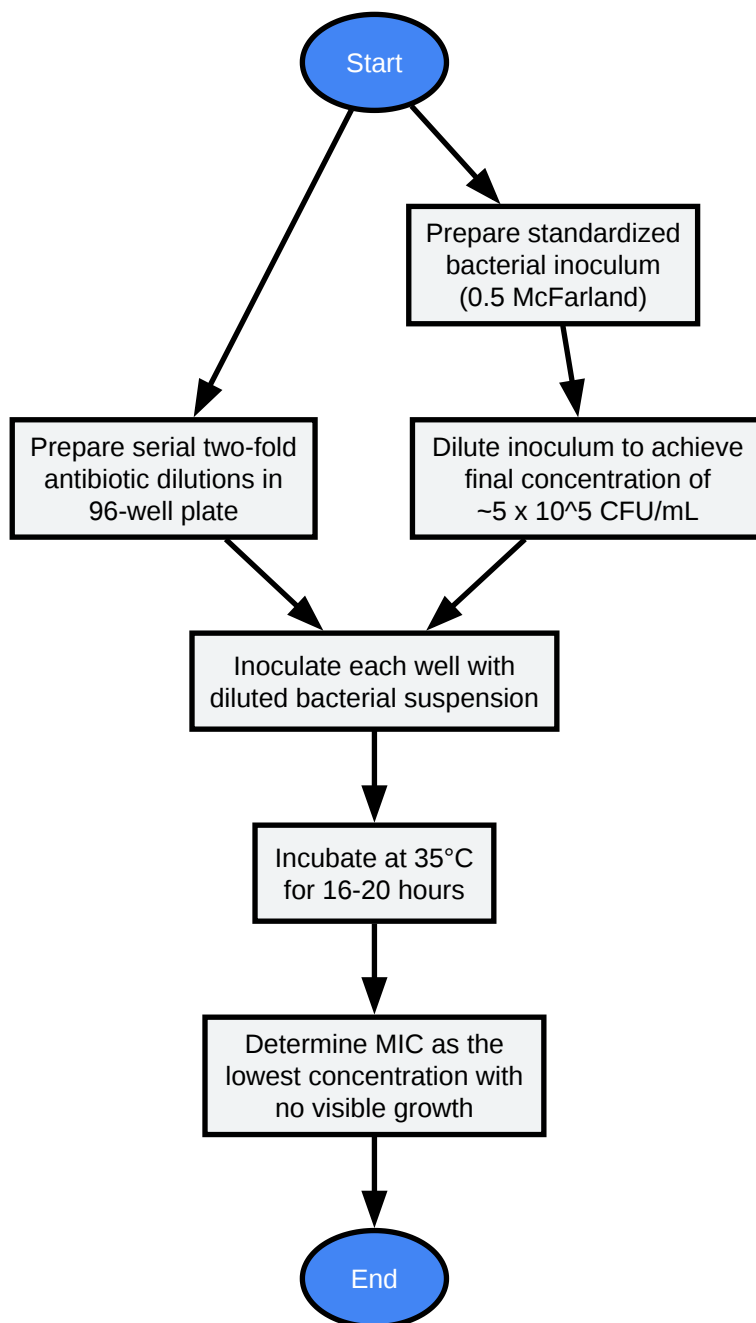 Start
Prepare standardized
bacterial inoculum
(0.5 McFarland)
Prepare serial two-fold
antibiotic dilutions in
96-well plate
Dilute inoculum to achieve
final concentration of
~5 x 10^5 CFU/mL
Inoculate each well with
diluted bacterial suspension
Incubate at 35°C
for 16-20 hours
Determine MIC as the
lowest concentration with
no visible growth
End